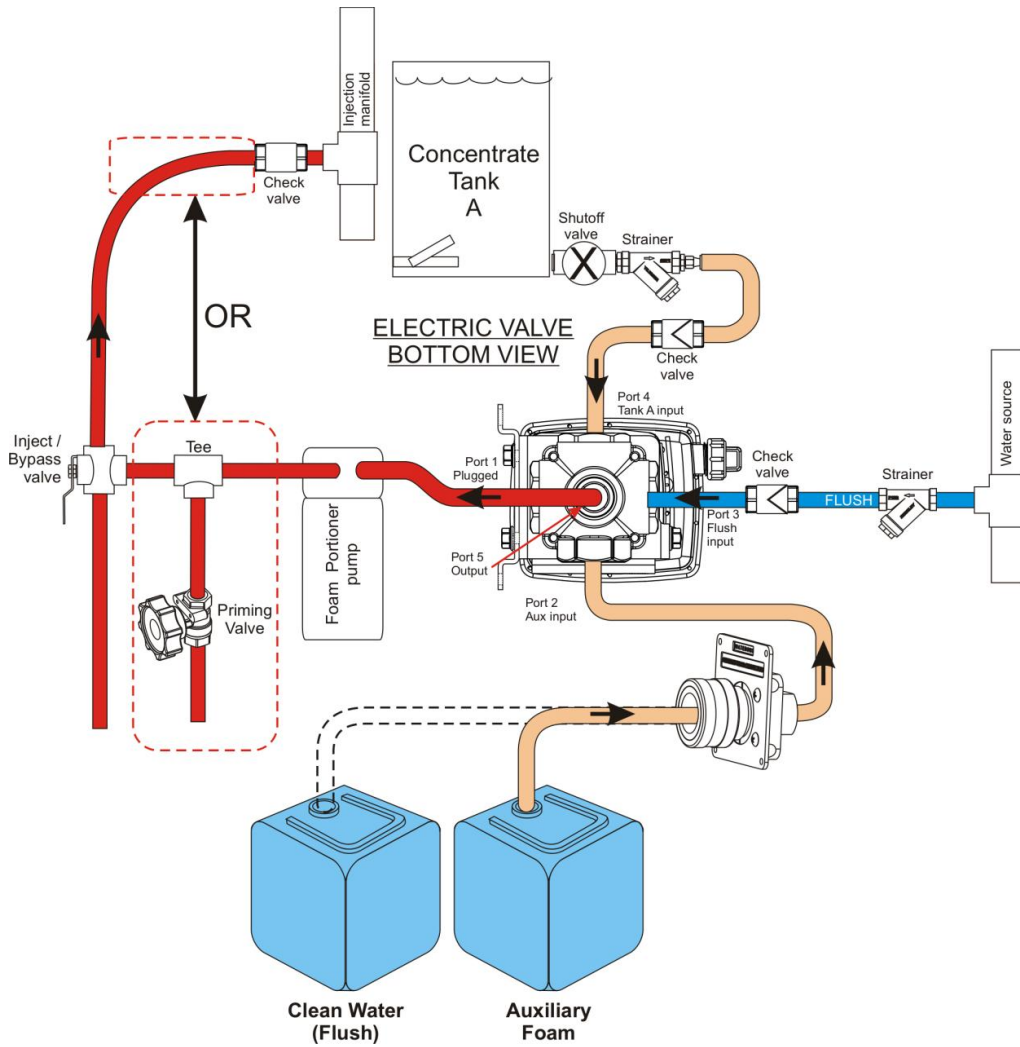 Injection
manifold
Concentrate
Tank
A
Check
valve
Shutoff
valve
Strainer
OR
ELECTRIC VALVE
BOTTOM VIEW
Check
valve
Port 4
Tank A input
Water source
Inject /
Bypass
valve
Tee
Port 1
Plugged
Check
valve
Strainer
FLUSH
Port 3
Flush
input
Port 5
Output
Foam Portioner
pump
Port 2
Aux input
Priming
Valve
Clean Water
(Flush)
Auxiliary
Foam